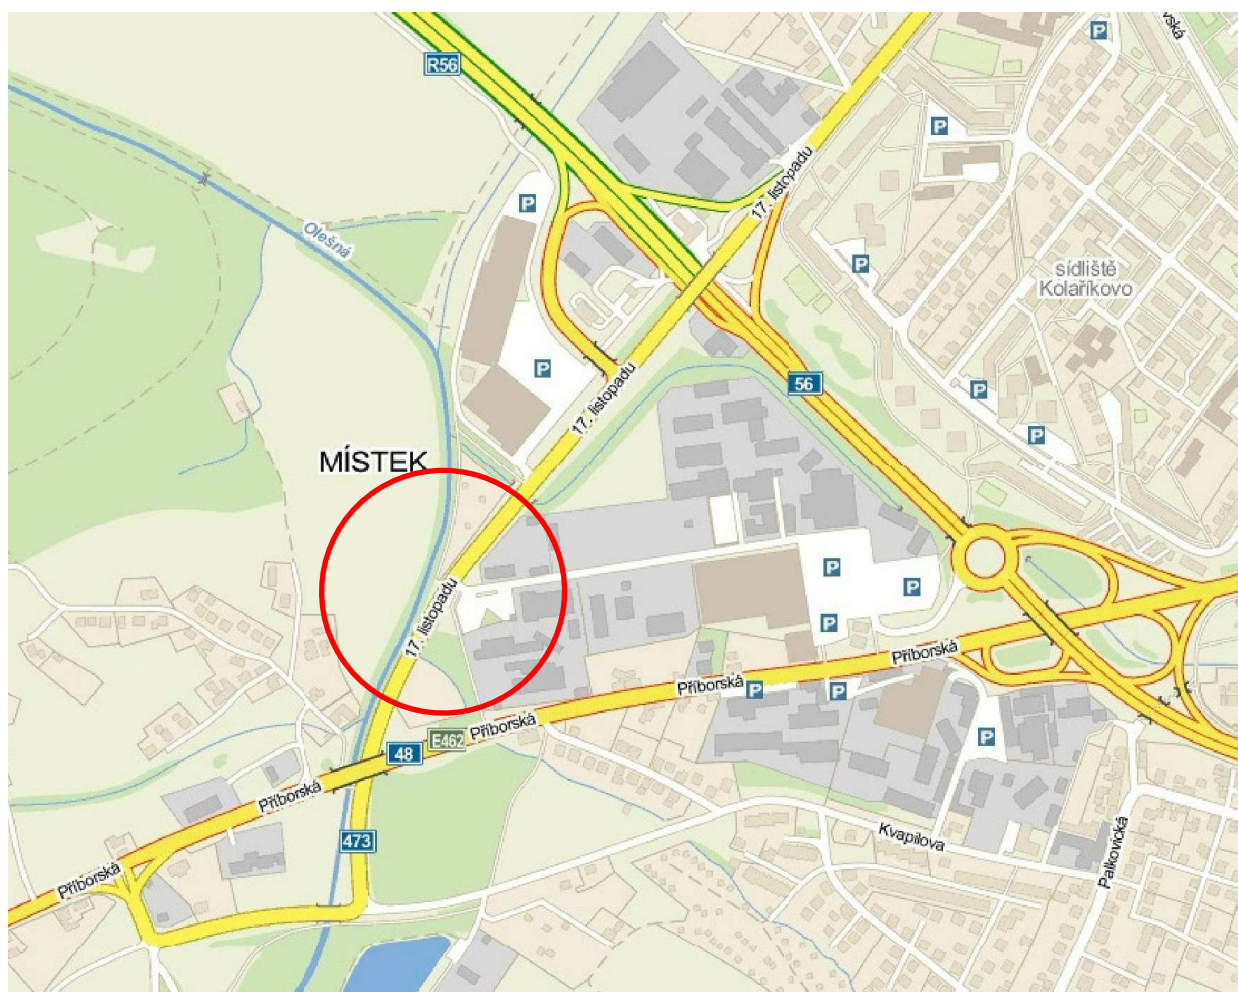 vská
P
R56
P
17. listopadu
P
Olešná
P
sídliště
Kolaříkovo
P
56
P
17. listopadu
P
MÍSTEK
P
P
17. listopadu
P
Příborská
Příborská
P
P
E462
Příborská
P
48
Příborská
473
Kvapilova
Palkovická
Příborská